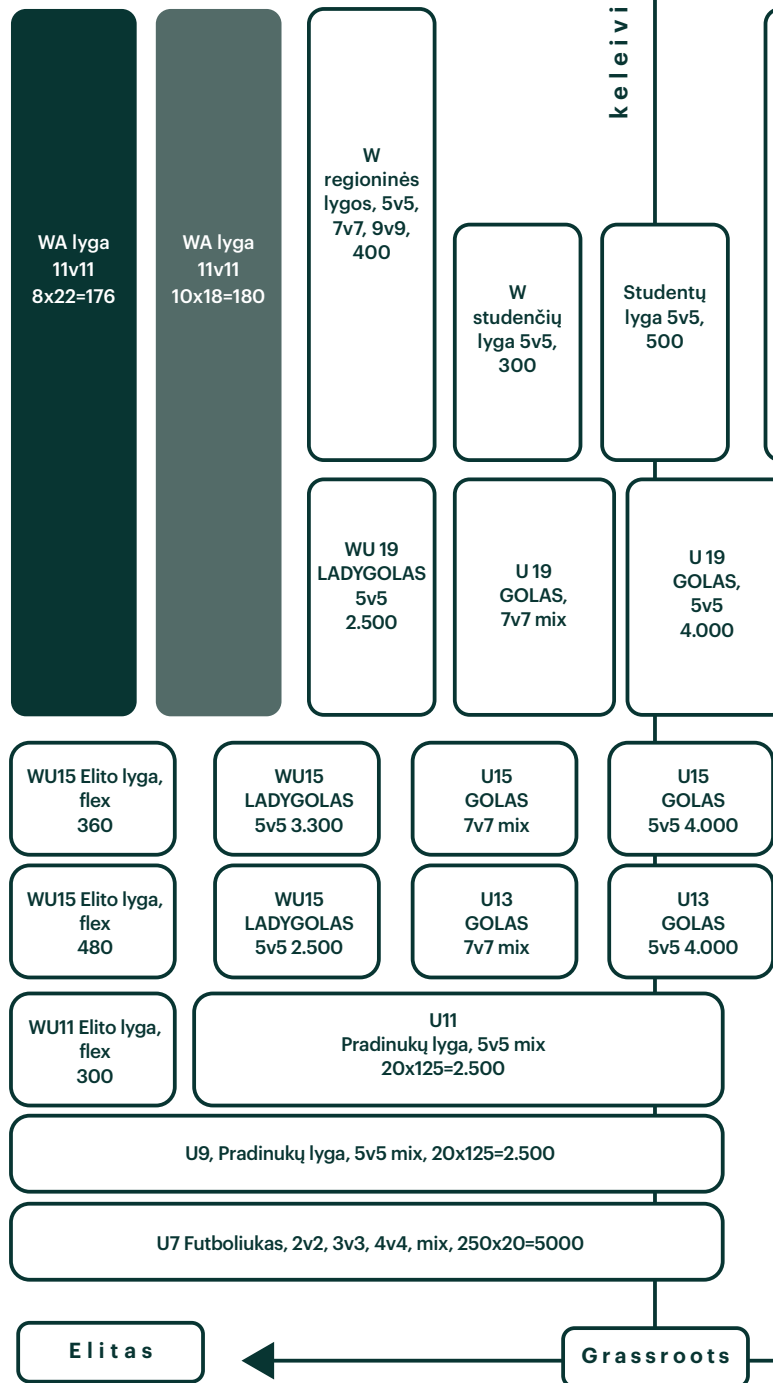 keleivi
WA lyga
11v11
8x22=176
WA lyga
11v11
10x18=180
W
regioninės
lygos, 5v5,
7v7, 9v9,
400
W
studenčių
lyga 5v5,
300
Studentų
lyga 5v5,
500
WU 19
LADYGOLAS
5v5
2.500
U 19
GOLAS,
7v7 mix
U 19
GOLAS,
5v5
4.000
WU15 Elito lyga,
flex
360
WU15
LADYGOLAS
5v5 3.300
U15
GOLAS
7v7 mix
U15
GOLAS
5v5 4.000
WU15 Elito lyga,
flex
480
WU15
LADYGOLAS
5v5 2.500
U13
GOLAS
7v7 mix
U13
GOLAS
5v5 4.000
WU11 Elito lyga,
flex
300
U11
Pradinukų lyga, 5v5 mix
20x125=2.500
U9, Pradinukų lyga, 5v5 mix, 20x125=2.500
U7 Futboliukas, 2v2, 3v3, 4v4, mix, 250x20=5000
Elitas
Grassroots